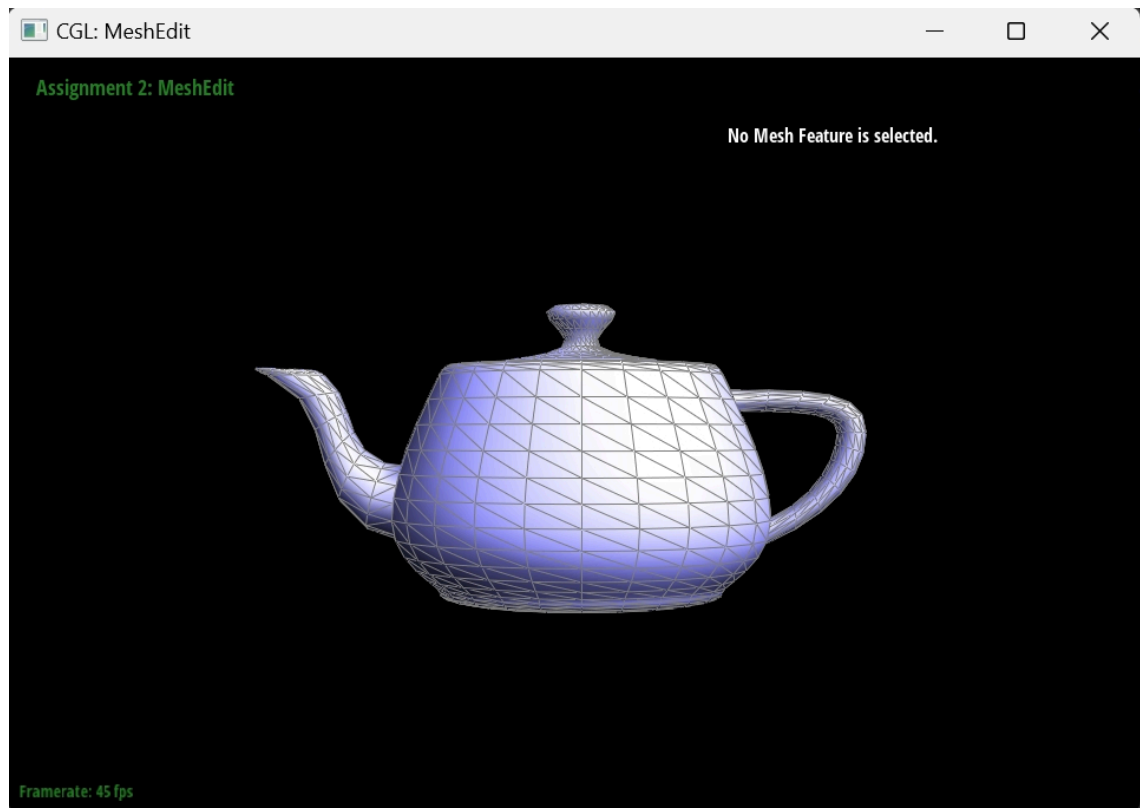 CGL: MeshEdit
Assignment 2: MeshEdit
No Mesh Feature is selected.
Framerate: 45 fps